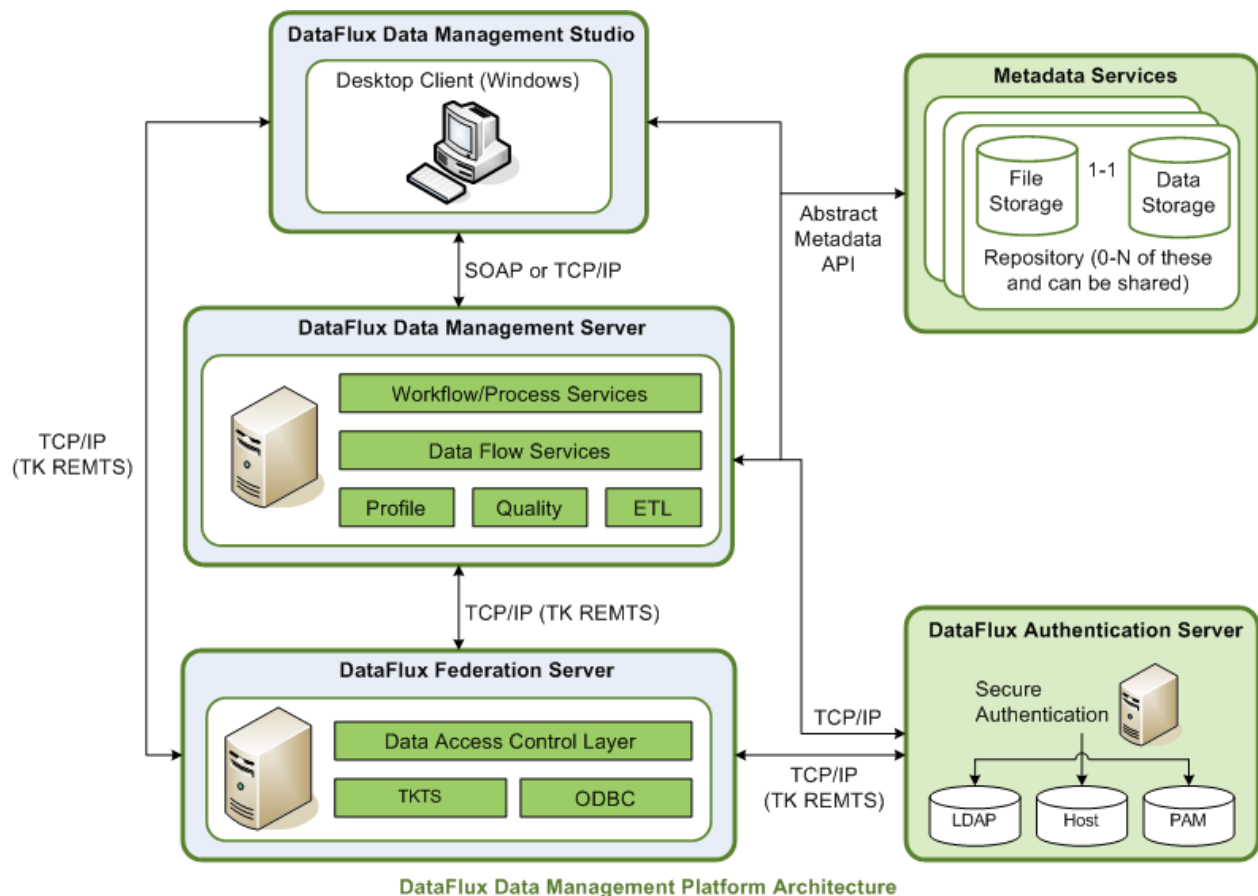 DataFlux Data Management Studio
Desktop Client (Windows)
Metadata Services
File
Storage
1-1
Data
Storage
Repository (0-N of these
and can be shared)
Abstract
Metadata
API
SOAP or TCP/IP
DataFlux Data Management Server
Workflow/Process Services
Data Flow Services
Profile
Quality
ETL
TCP/IP
(TK REMTS)
TCP/IP (TK REMTS)
DataFlux Federation Server
Data Access Control Layer
TKTS
ODBC
TCP/IP
TCP/IP
(TK REMTS)
DataFlux Authentication Server
Secure
Authentication
LDAP
Host
PAM
DataFlux Data Management Platform Architecture